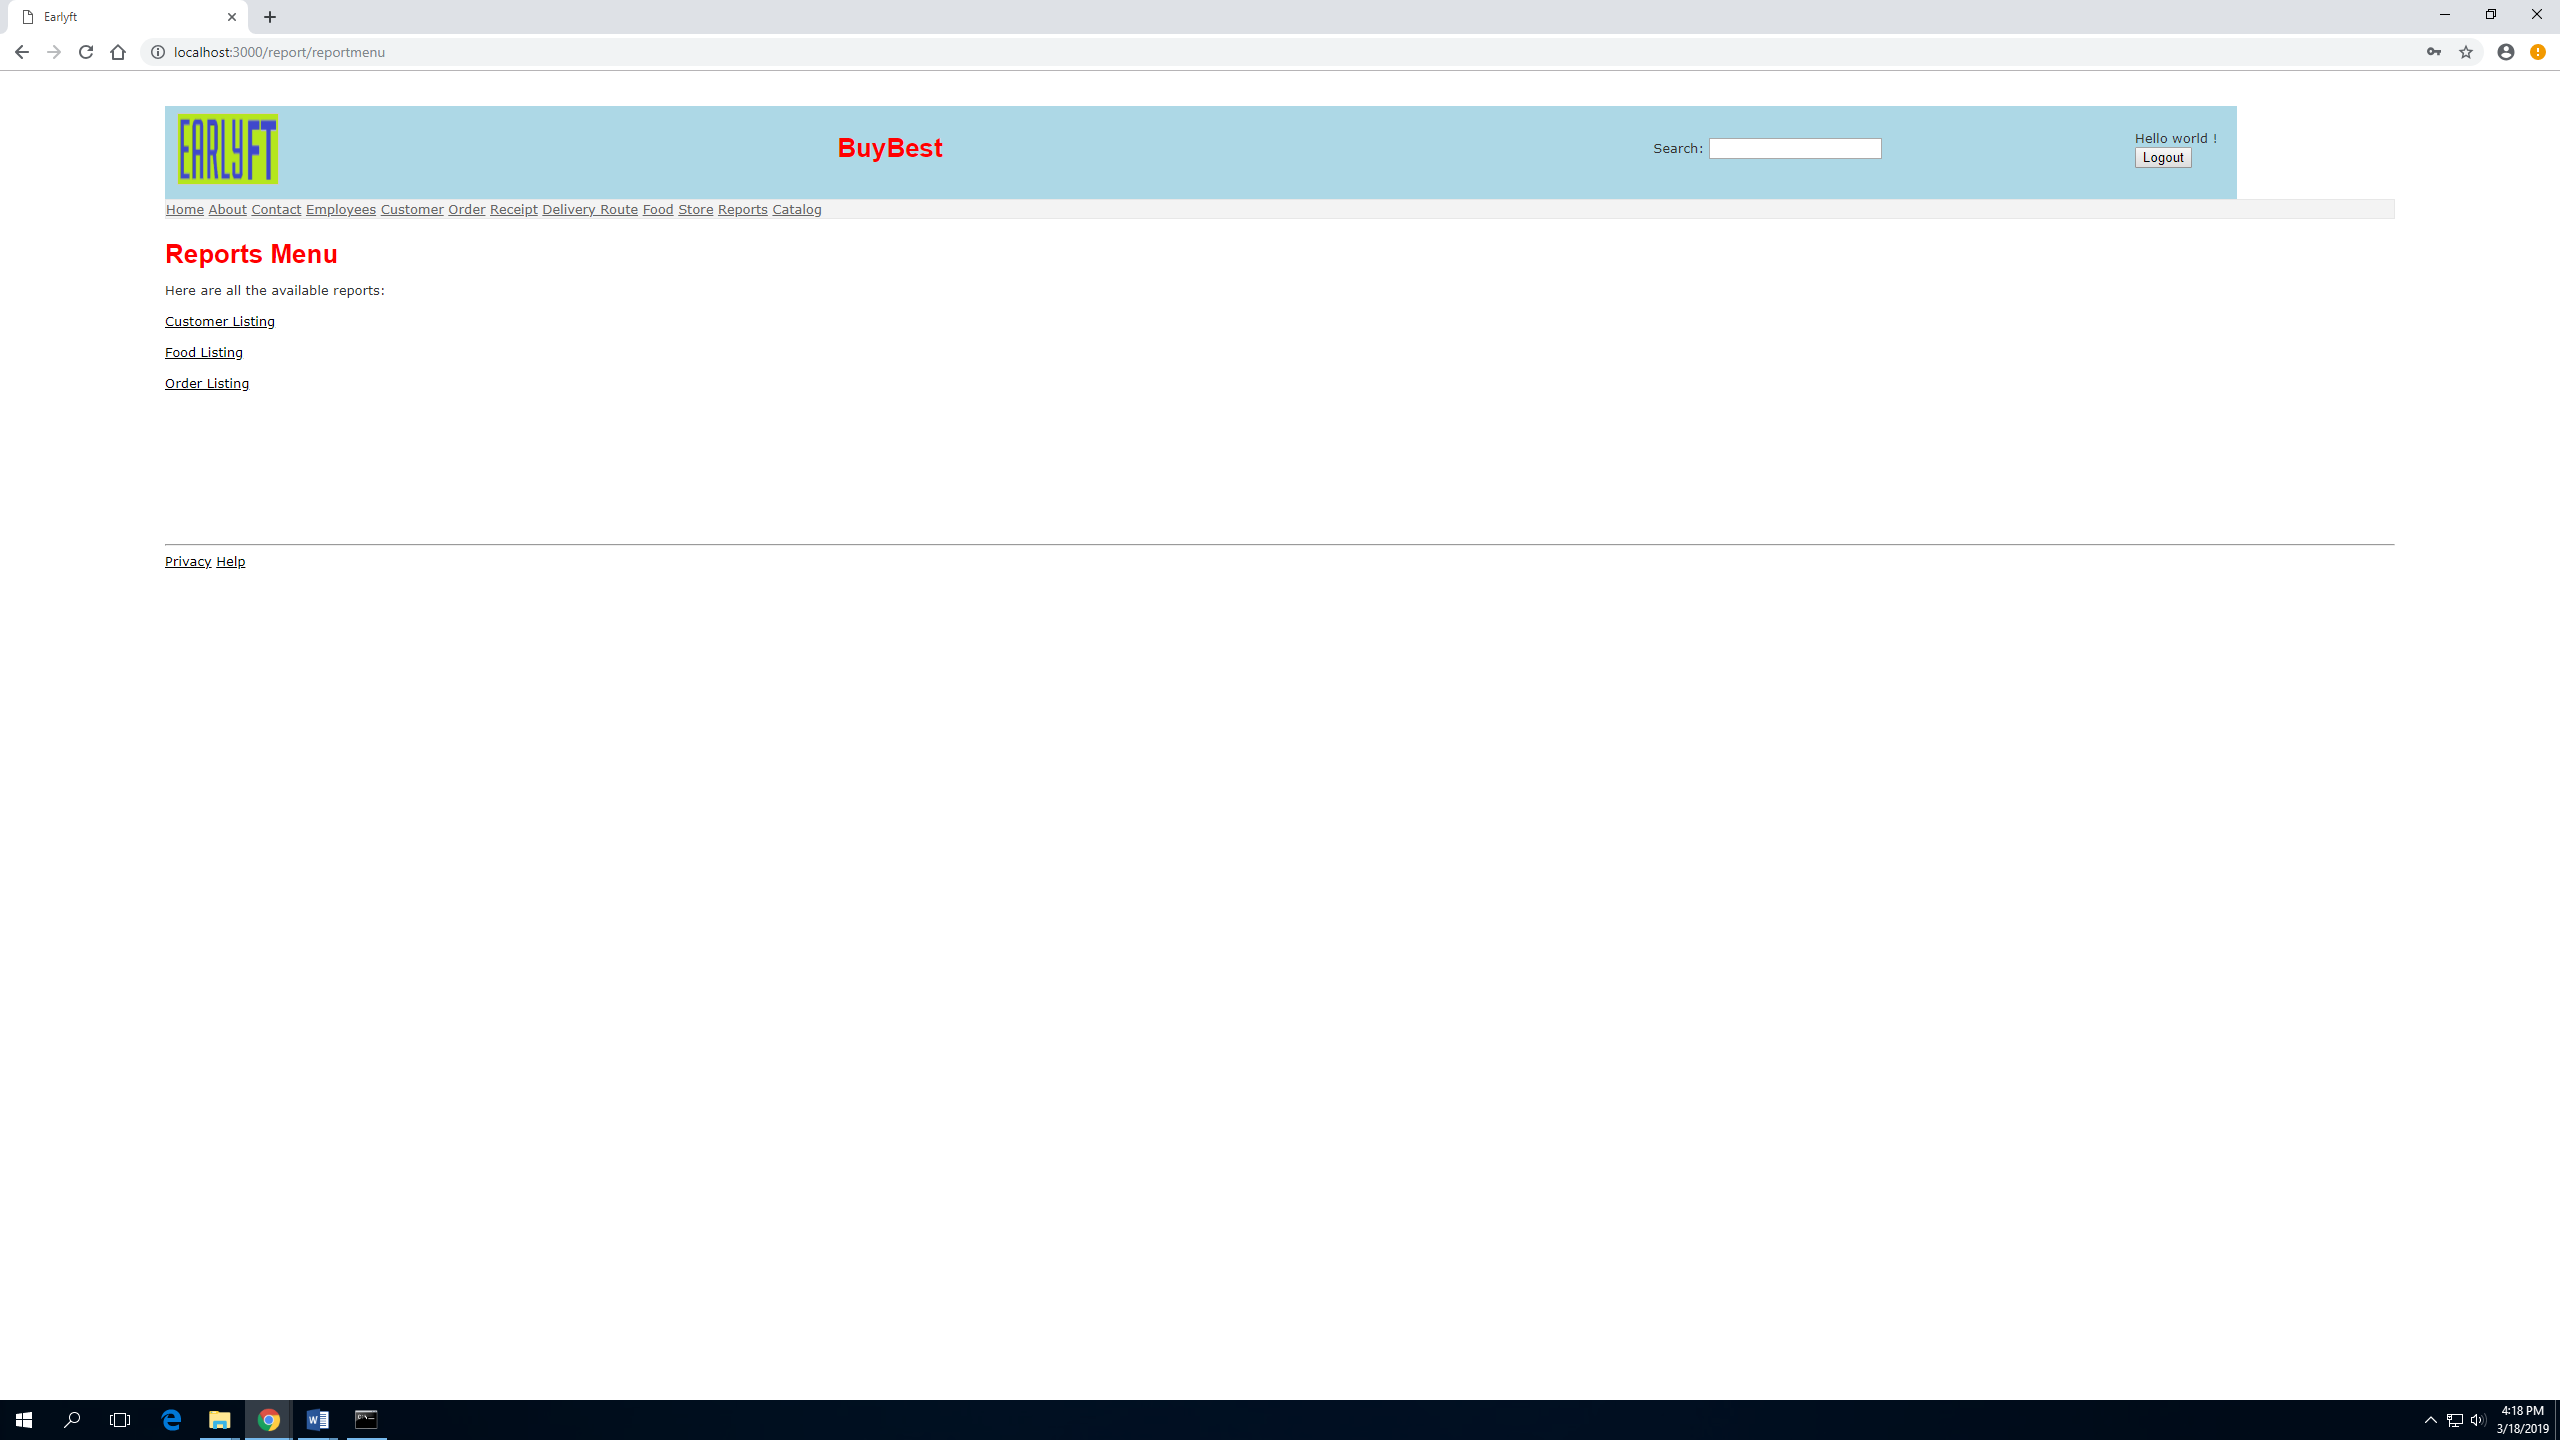 Earlyft
localhost:3000/report/reportmenu
EARLYFT
BuyBest
Search:
Hello world !
Logout
Home About Contact Employees Customer Order Receipt Delivery Route Food Store Reports Catalog
Reports Menu
Here are all the available reports:
Customer Listing
Food Listing
Order Listing
Privacy Help
4:18 PM
3/18/2019